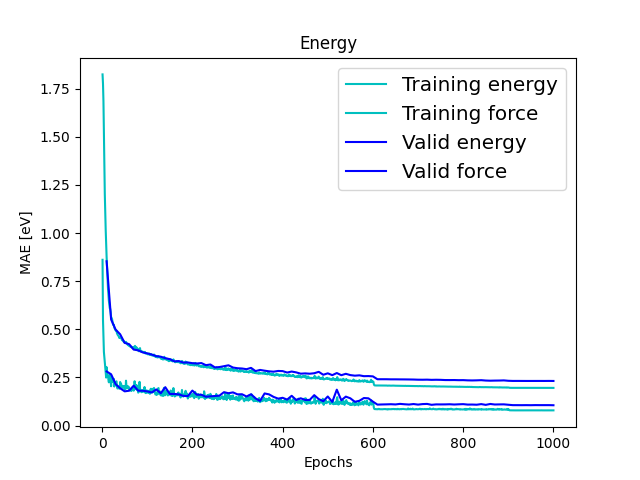 Energy
Training energy
Training force
Valid energy
Valid force
MAE [eV]
1.75
1.50
1.25
1.00
0.75
0.50
0.25
0.00
0 200 400 600 800 1000
Epochs